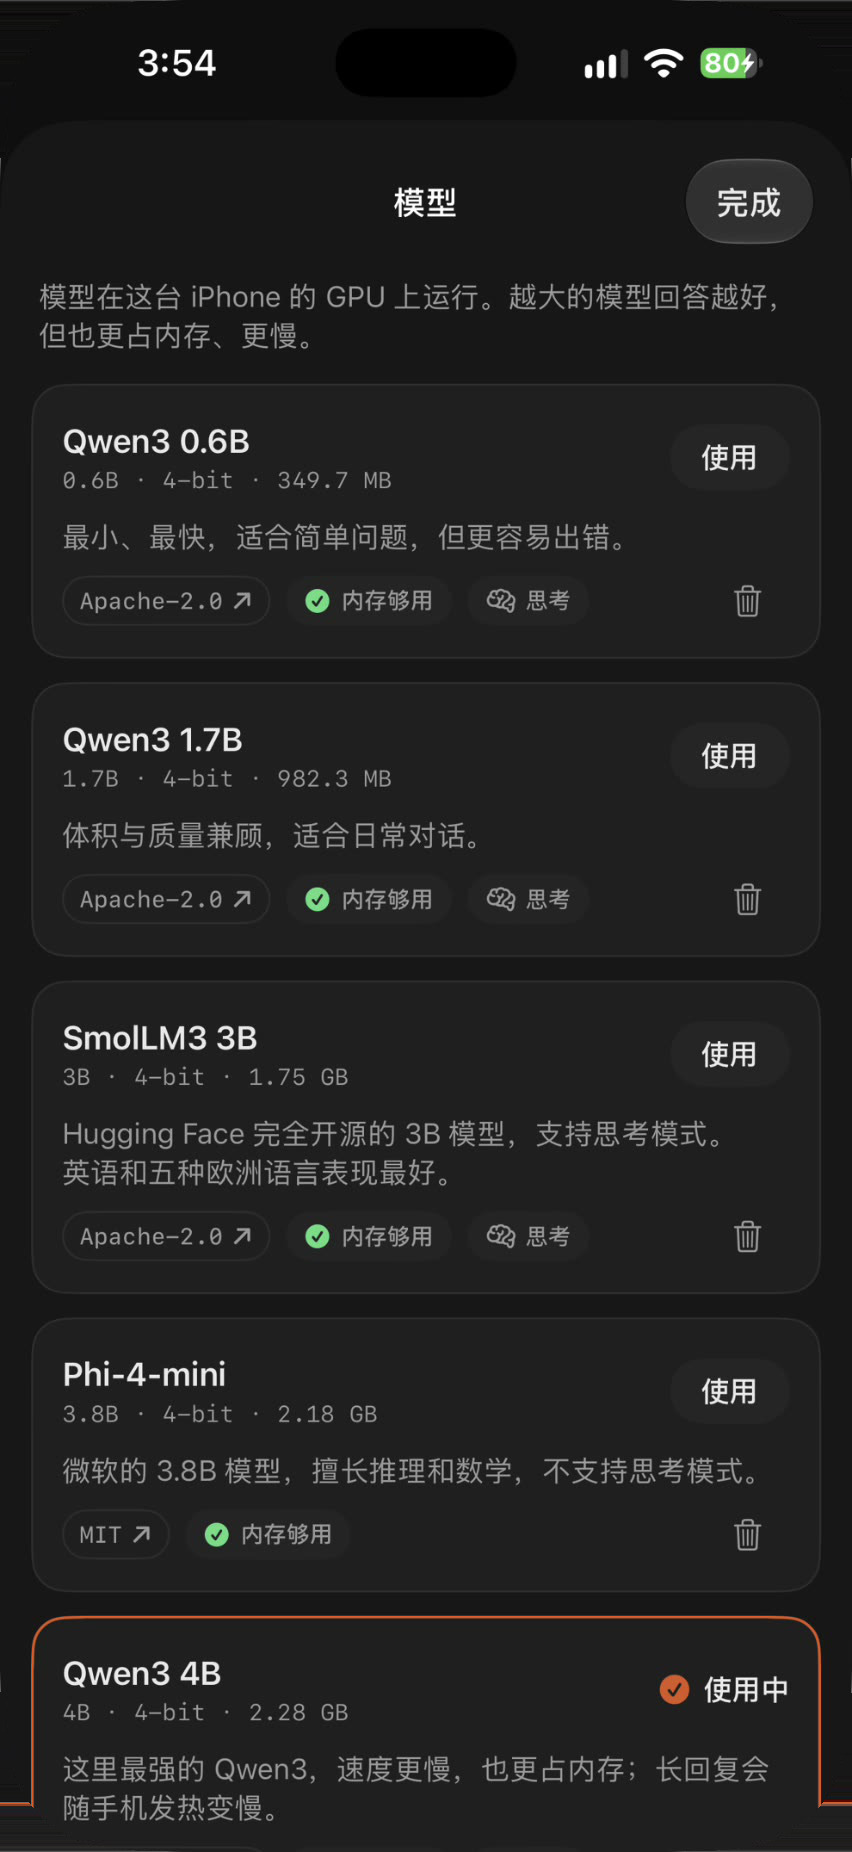 3:54
80
模型
完成
模型在这台 iPhone 的 GPU 上运行。越大的模型回答越好，
但也更占内存、更慢。
Qwen3 0.6B
使用
0.6B · 4-bit · 349.7 MB
最小、最快，适合简单问题，但更容易出错。
Apache-2.0 ↗ 内存够用 思考
Qwen3 1.7B
使用
1.7B · 4-bit · 982.3 MB
体积与质量兼顾，适合日常对话。
Apache-2.0 ↗ 内存够用 思考
SmolLM3 3B
使用
3B · 4-bit · 1.75 GB
Hugging Face 完全开源的 3B 模型，支持思考模式。
英语和五种欧洲语言表现最好。
Apache-2.0 ↗ 内存够用 思考
Phi-4-mini
使用
3.8B · 4-bit · 2.18 GB
微软的 3.8B 模型，擅长推理和数学，不支持思考模式。
MIT ↗ 内存够用
Qwen3 4B
使用中
4B · 4-bit · 2.28 GB
这里最强的 Qwen3，速度更慢，也更占内存；长回复会
随手机发热变慢。